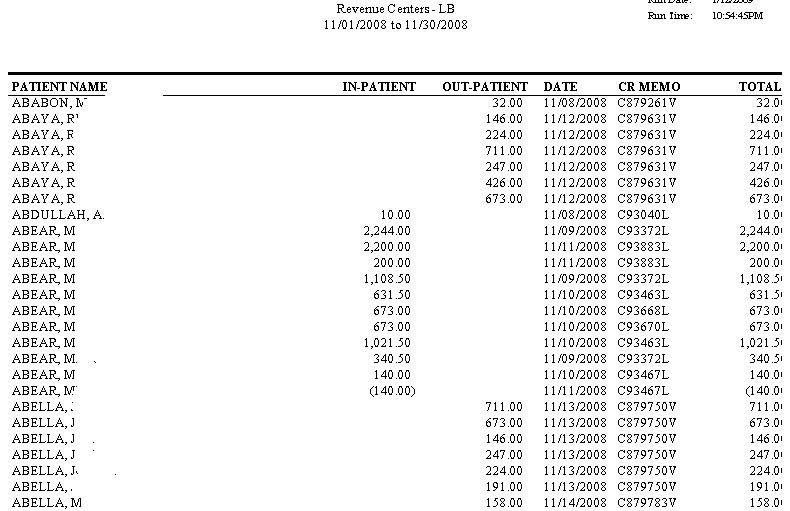 Revenue Centers - LB
11/01/2008 to 11/30/2008
Run Date: 1/12/2009
Run Time: 10:54:45PM
PATIENT NAME IN-PATIENT OUT-PATIENT DATE CR MEMO TOTAL
ABABON, M 32.00 11/08/2008 C879261V 32.0
ABAYA, R 146.00 11/12/2008 C879631V 146.0
ABAYA, R 224.00 11/12/2008 C879631V 224.0
ABAYA, R 711.00 11/12/2008 C879631V 711.0
ABAYA, R 247.00 11/12/2008 C879631V 247.0
ABAYA, R 426.00 11/12/2008 C879631V 426.0
ABAYA, R 673.00 11/12/2008 C879631V 673.0
ABDULLAH, A. 10.00 11/08/2008 C93040L 10.0
ABEAR, M 2,244.00 11/09/2008 C93372L 2,244.0
ABEAR, M 2,200.00 11/11/2008 C93883L 2,200.0
ABEAR, M 200.00 11/11/2008 C93883L 200.0
ABEAR, M 1,108.50 11/09/2008 C93372L 1,108.5
ABEAR, M 631.50 11/10/2008 C93463L 631.5
ABEAR, M 673.00 11/10/2008 C93668L 673.0
ABEAR, M 673.00 11/10/2008 C93670L 673.0
ABEAR, M 1,021.50 11/10/2008 C93463L 1,021.5
ABEAR, M. 340.50 11/09/2008 C93372L 340.5
ABEAR, M 140.00 11/10/2008 C93467L 140.0
ABEAR, M (140.00) 11/11/2008 C93467L (140.0
ABELLA, 711.00 11/13/2008 C879750V 711.0
ABELLA, J 673.00 11/13/2008 C879750V 673.0
ABELLA, J 146.00 11/13/2008 C879750V 146.0
ABELLA, J 247.00 11/13/2008 C879750V 247.0
ABELLA, J 224.00 11/13/2008 C879750V 224.0
ABELLA, 191.00 11/13/2008 C879750V 191.0
ABELLA, M 158.00 11/14/2008 C879783V 158.0